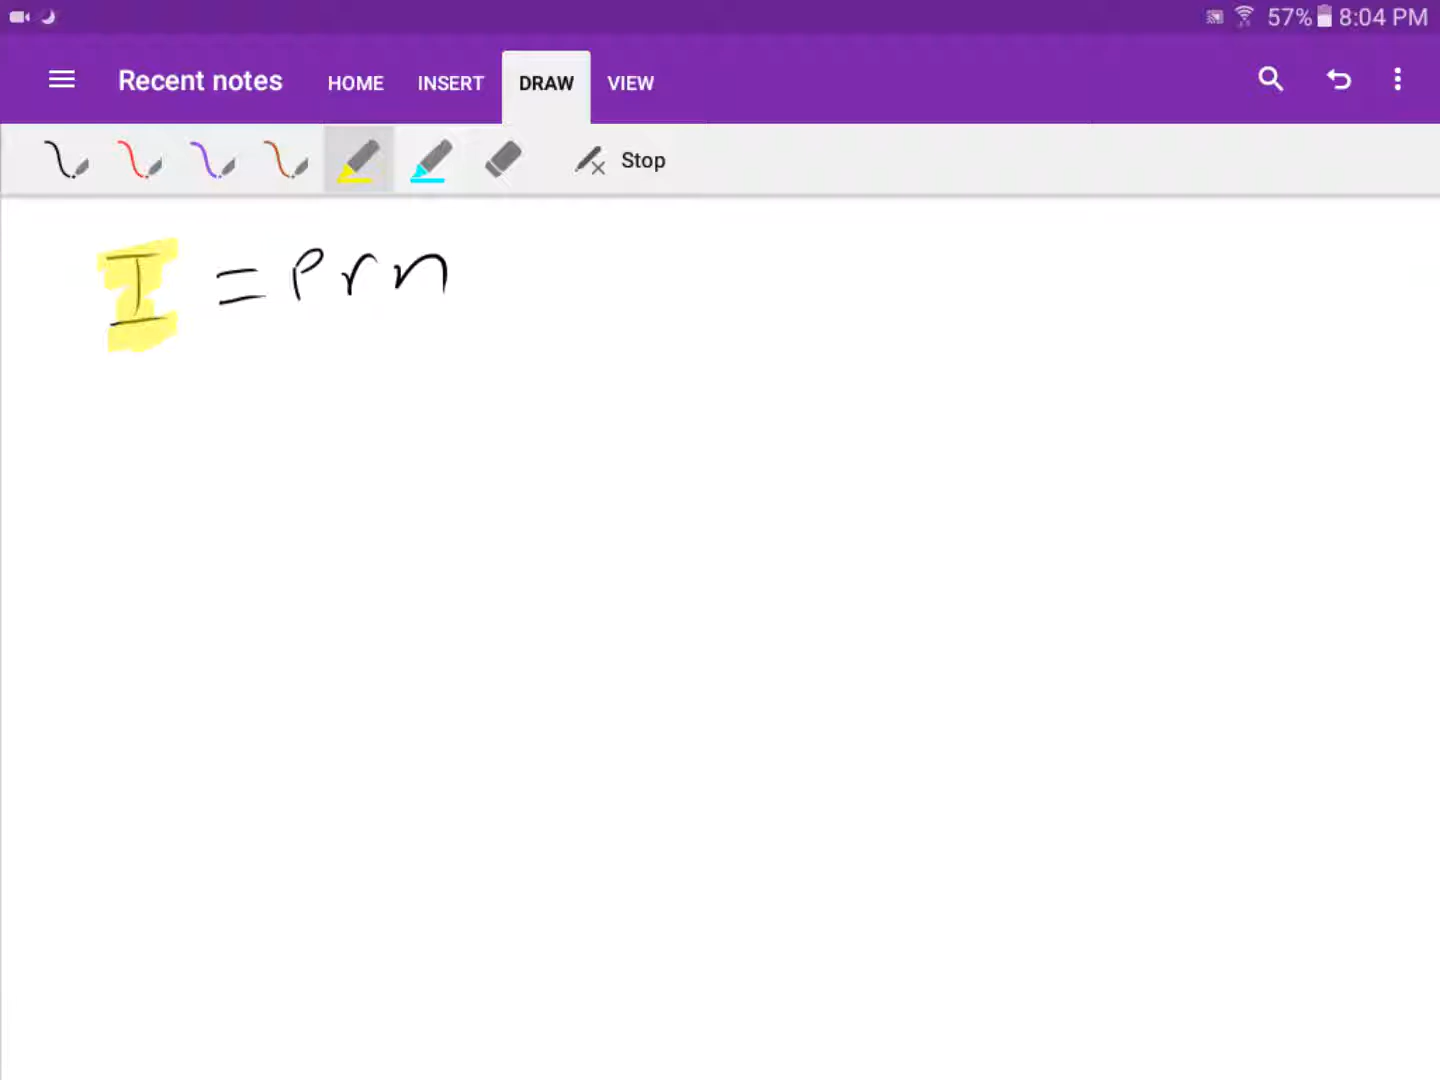 57% 8:04 PM
Recent notes HOME INSERT DRAW VIEW
Stop
I = Prn